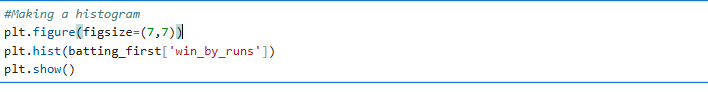 #Making a histogram
plt.figure(figsize=(7,7))
plt.hist(batting_first['win_by_runs'])
plt.show()